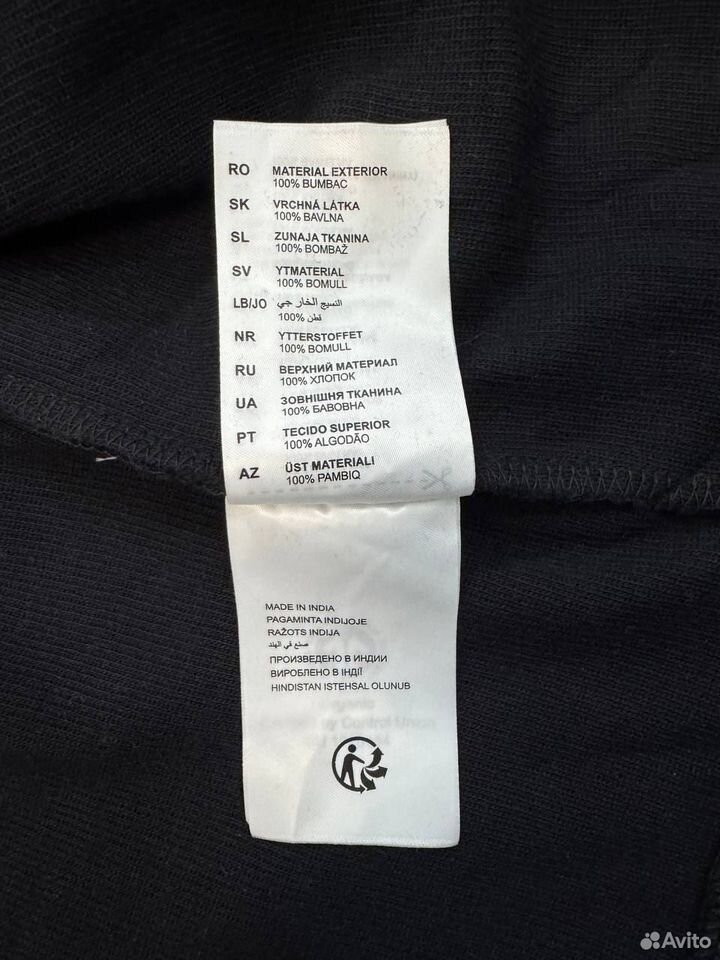 RO MATERIAL EXTERIOR
100% BUMBAC
SK VRCHNÁ LÁTKA
100% BAVLNA
SL ZUNAJA TKANINA
100% BOMBAŽ
SV YTMATERIAL
100% BOMULL
LB/JO النسيج الخارجي
100% قطن
NR YTTERSTOFFET
100% BOMULL
RU ВЕРХНИЙ МАТЕРИАЛ
100% ХЛОПОК
UA ЗОВНІШНЯ ТКАНИНА
100% БАВОВНА
PT TECIDO SUPERIOR
100% ALGODÃO
AZ ÜST MATERIALI
100% PAMBIQ
MADE IN INDIA
PAGAMINTA INDIJOJE
RAŽOTS INDIJA
صنع في الهند
ПРОИЗВЕДЕНО В ИНДИИ
ВИРОБЛЕНО В ІНДІЇ
HINDISTAN ISTEHSAL OLUNUB
by Control Union
Avito